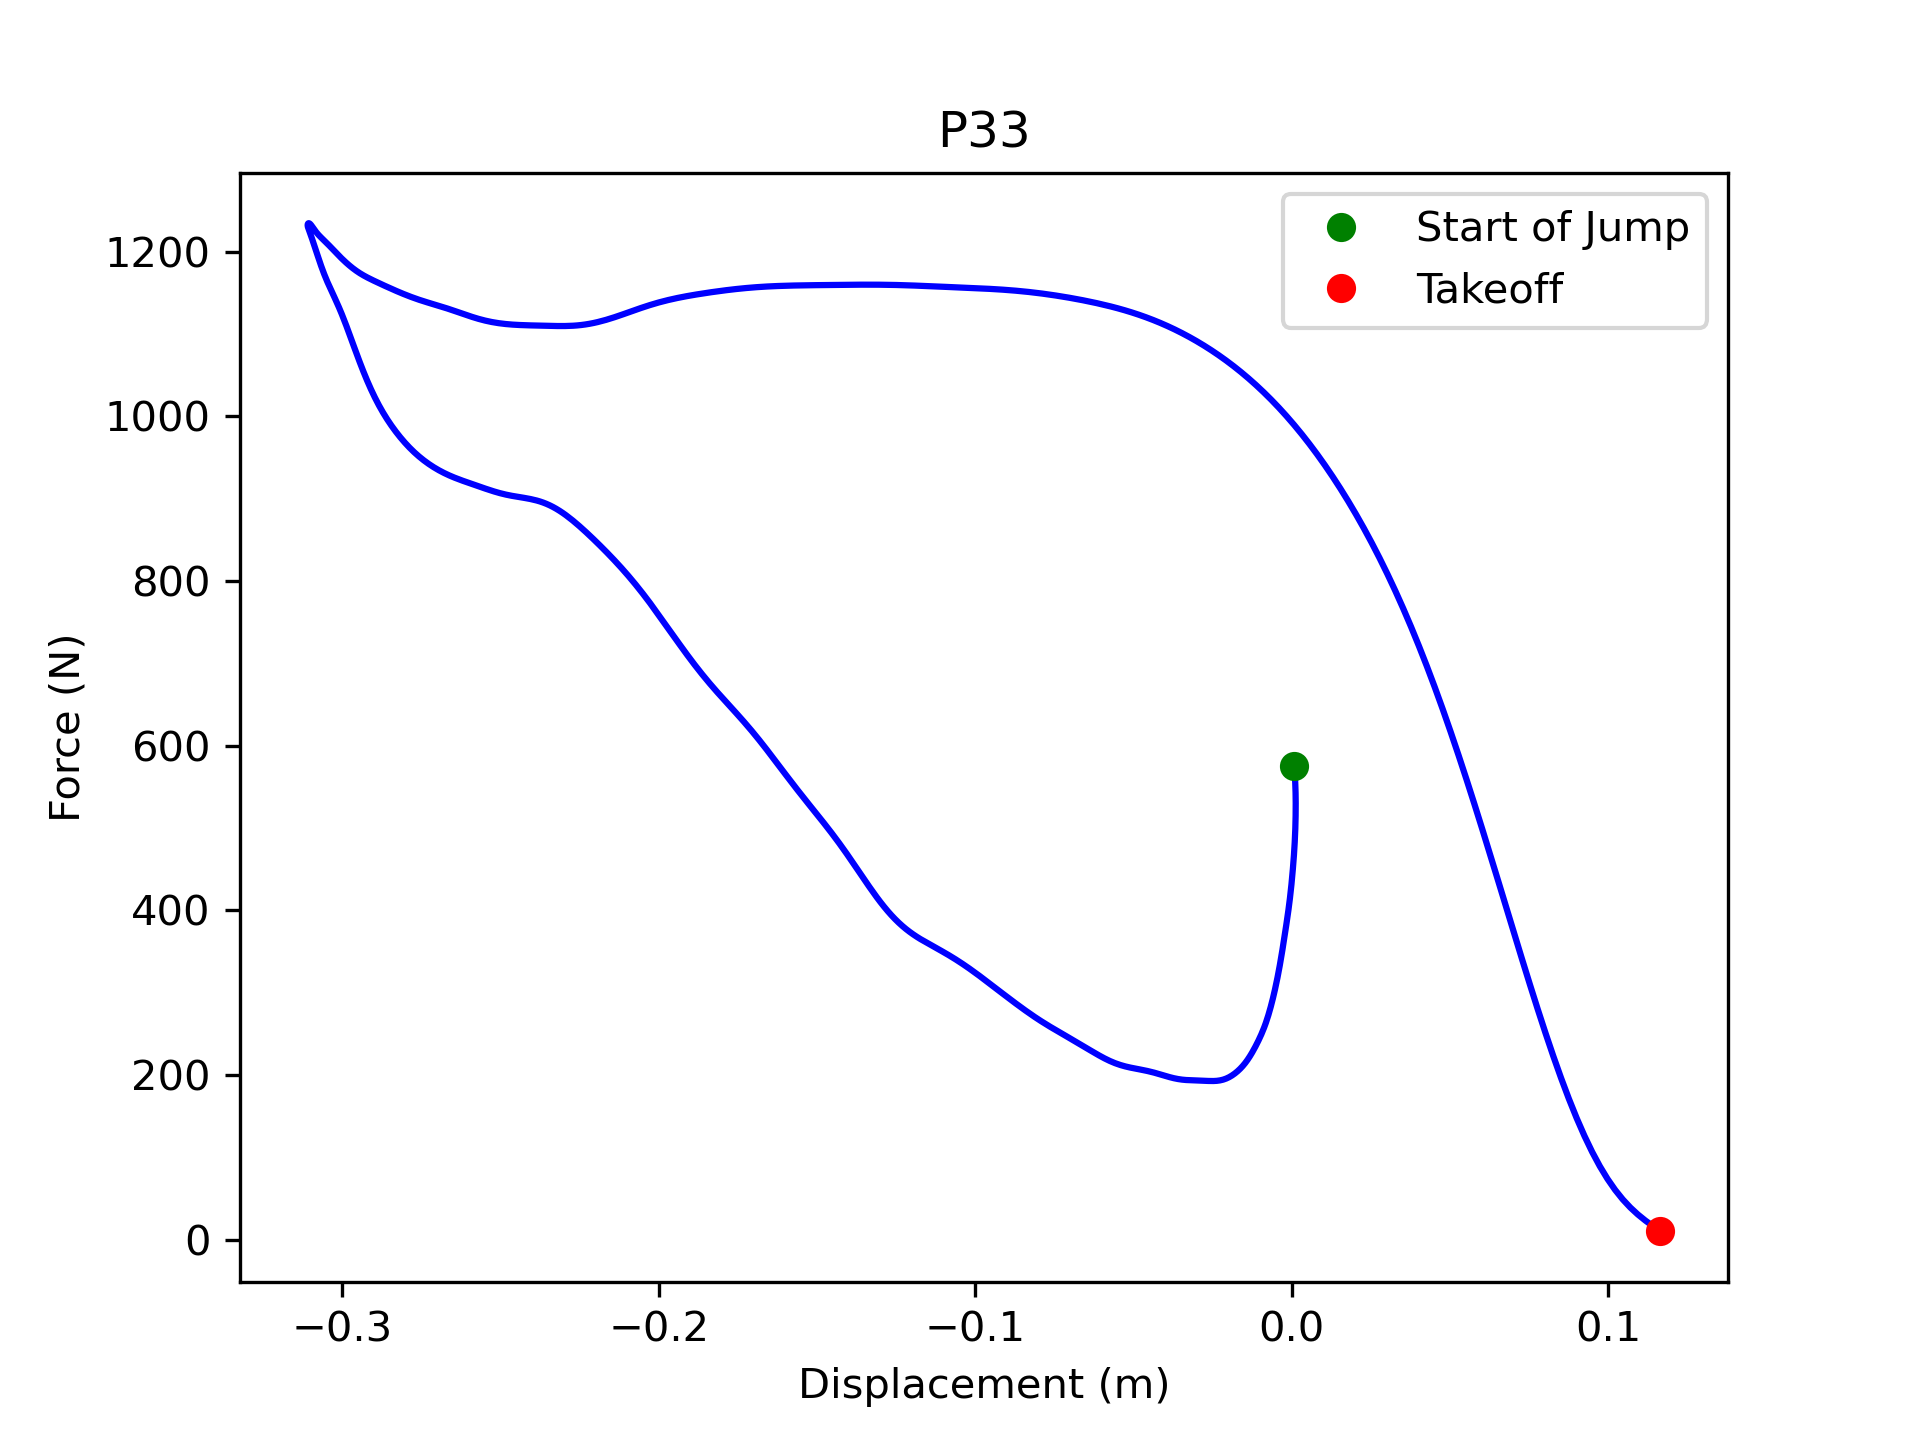 P33
Start of Jump
Takeoff
1200
1000
800
600
400
200
0
Force (N)
−0.3
−0.2
−0.1
0.0
0.1
Displacement (m)